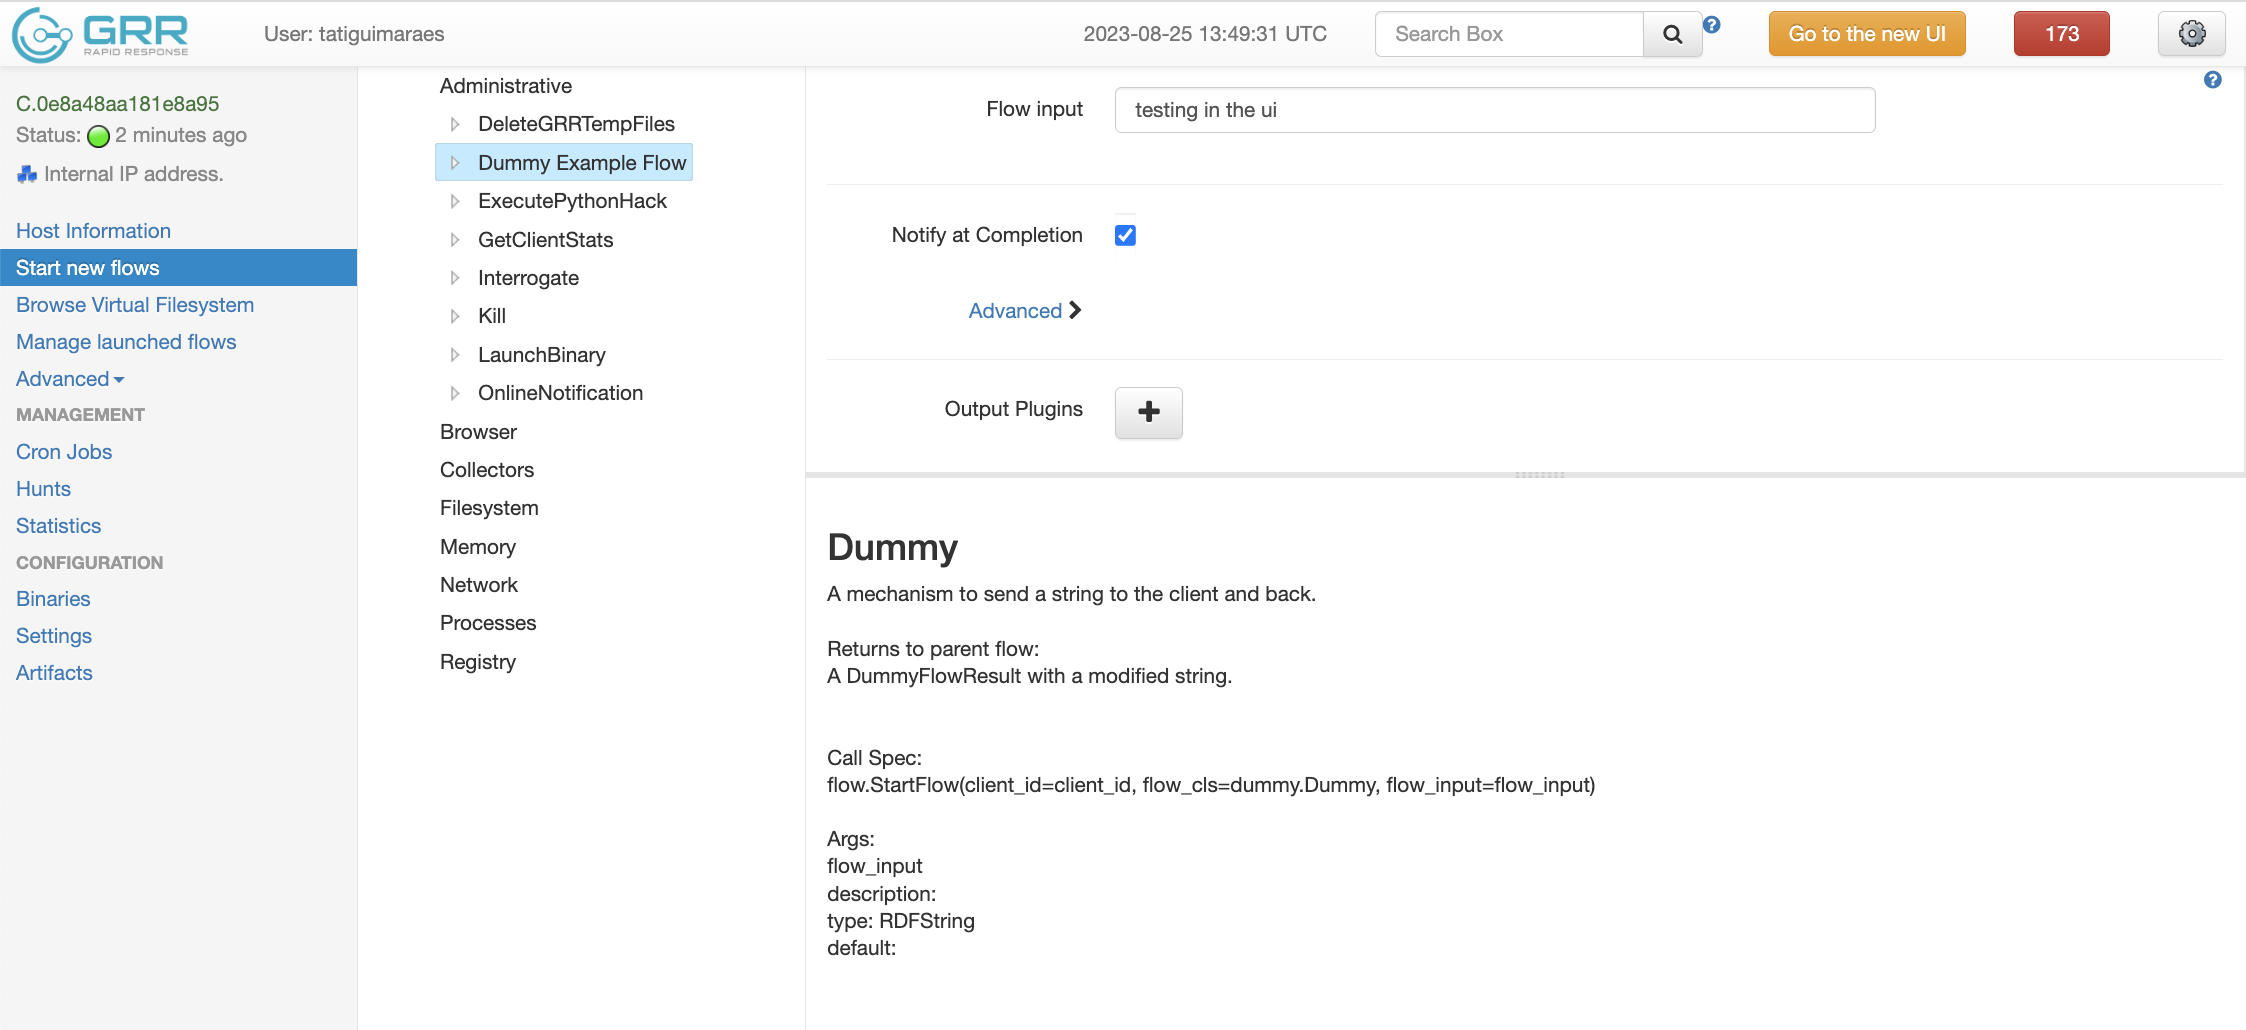 GRR
RAPID RESPONSE
User: tatiguimaraes
2023-08-25 13:49:31 UTC
Search Box
Go to the new UI
173
C.0e8a48aa181e8a95
Status: 2 minutes ago
Internal IP address.
Host Information
Start new flows
Browse Virtual Filesystem
Manage launched flows
Advanced
MANAGEMENT
Cron Jobs
Hunts
Statistics
CONFIGURATION
Binaries
Settings
Artifacts
Administrative
DeleteGRRTempFiles
Dummy Example Flow
ExecutePythonHack
GetClientStats
Interrogate
Kill
LaunchBinary
OnlineNotification
Browser
Collectors
Filesystem
Memory
Network
Processes
Registry
Flow input testing in the ui
Notify at Completion
Advanced
Output Plugins
Dummy
A mechanism to send a string to the client and back.
Returns to parent flow:
A DummyFlowResult with a modified string.
Call Spec:
flow.StartFlow(client_id=client_id, flow_cls=dummy.Dummy, flow_input=flow_input)
Args:
flow_input
description:
type: RDFString
default: